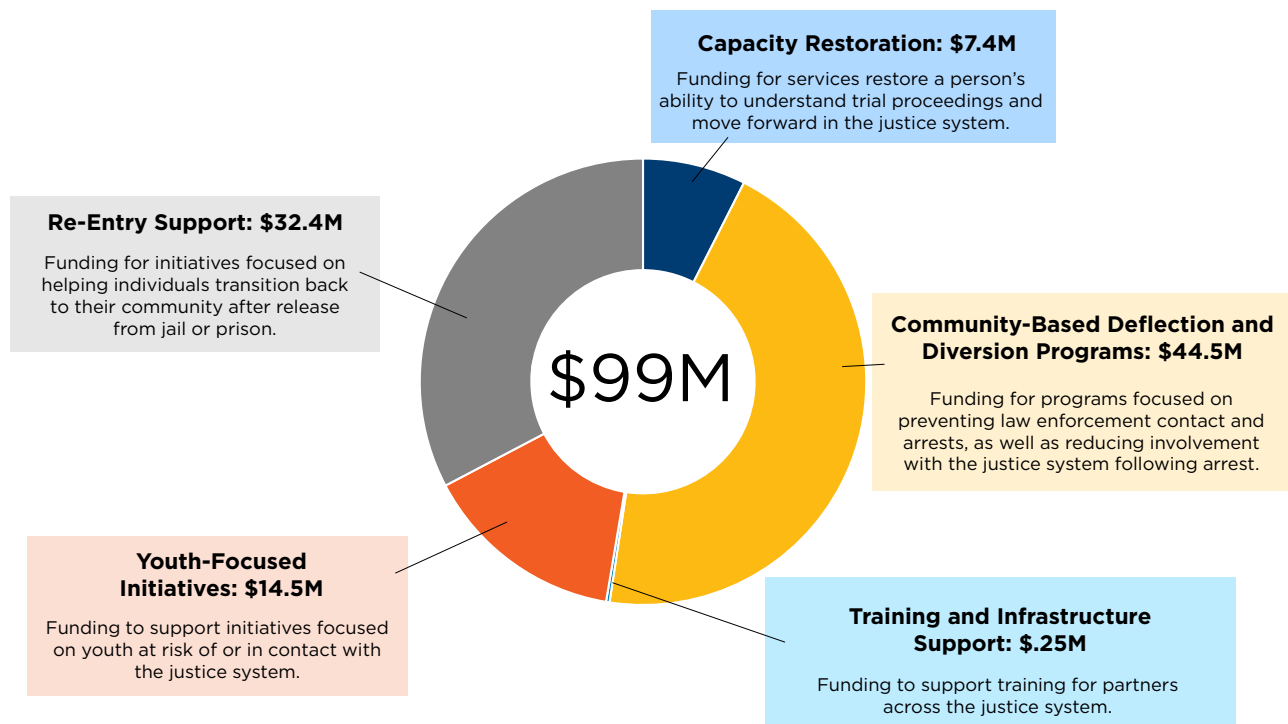 Capacity Restoration: $7.4M
Funding for services restore a person’s
ability to understand trial proceedings and
move forward in the justice system.
Re-Entry Support: $32.4M
Funding for initiatives focused on
helping individuals transition back
to their community after release
from jail or prison.
$99M
Community-Based Deflection and
Diversion Programs: $44.5M
Funding for programs focused on
preventing law enforcement contact and
arrests, as well as reducing involvement
with the justice system following arrest.
Youth-Focused
Initiatives: $14.5M
Funding to support initiatives focused
on youth at risk of or in contact with
the justice system.
Training and Infrastructure
Support: $.25M
Funding to support training for partners
across the justice system.